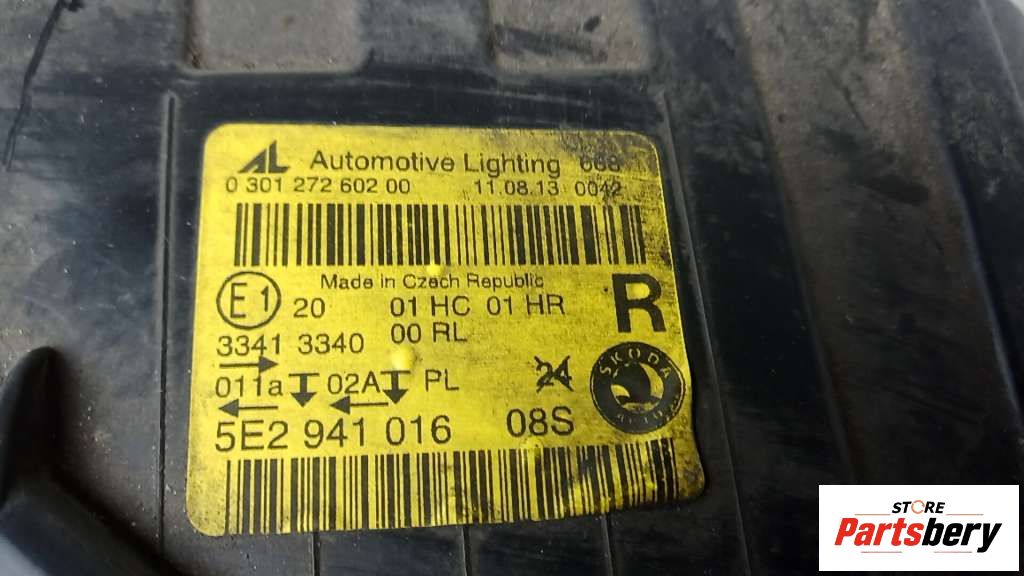 AL Automotive Lighting 668
0 301 272 602 00 11.08.13 0042
Made in Czech Republic
E1 20 01 HC 01 HR R
00 RL
3341 3340
011a 02A PL 24
SKODA
AUTO
5E2 941 016 08S
STORE
Partsbery